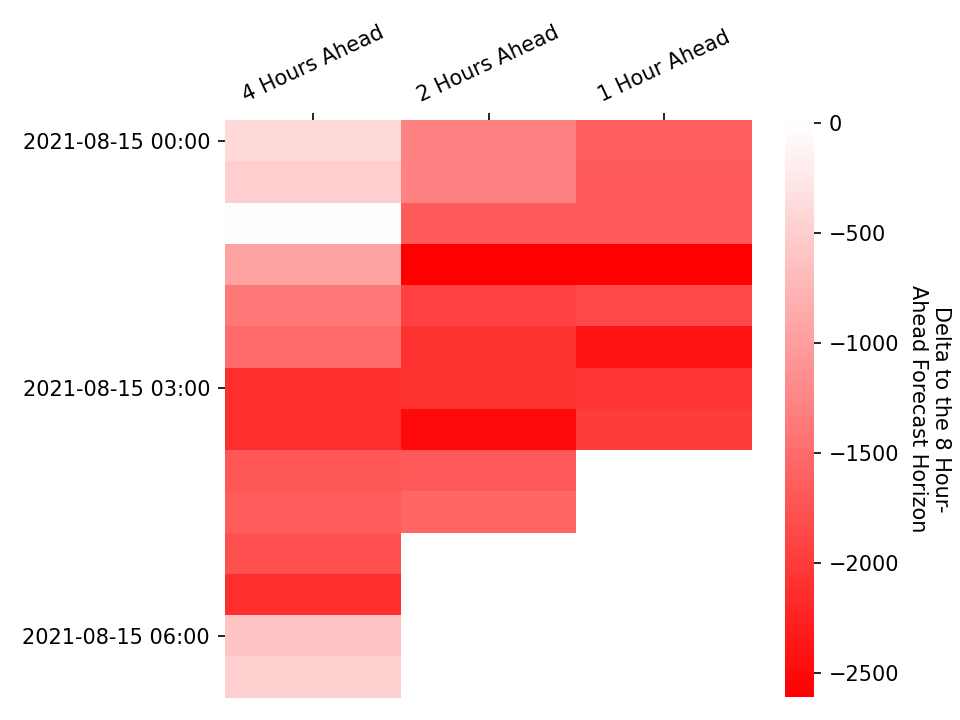 4 Hours Ahead
2 Hours Ahead
1 Hour Ahead
2021-08-15 00:00
2021-08-15 03:00
2021-08-15 06:00
0
−500
−1000
−1500
−2000
−2500
Delta to the 8 Hour-
Ahead Forecast Horizon